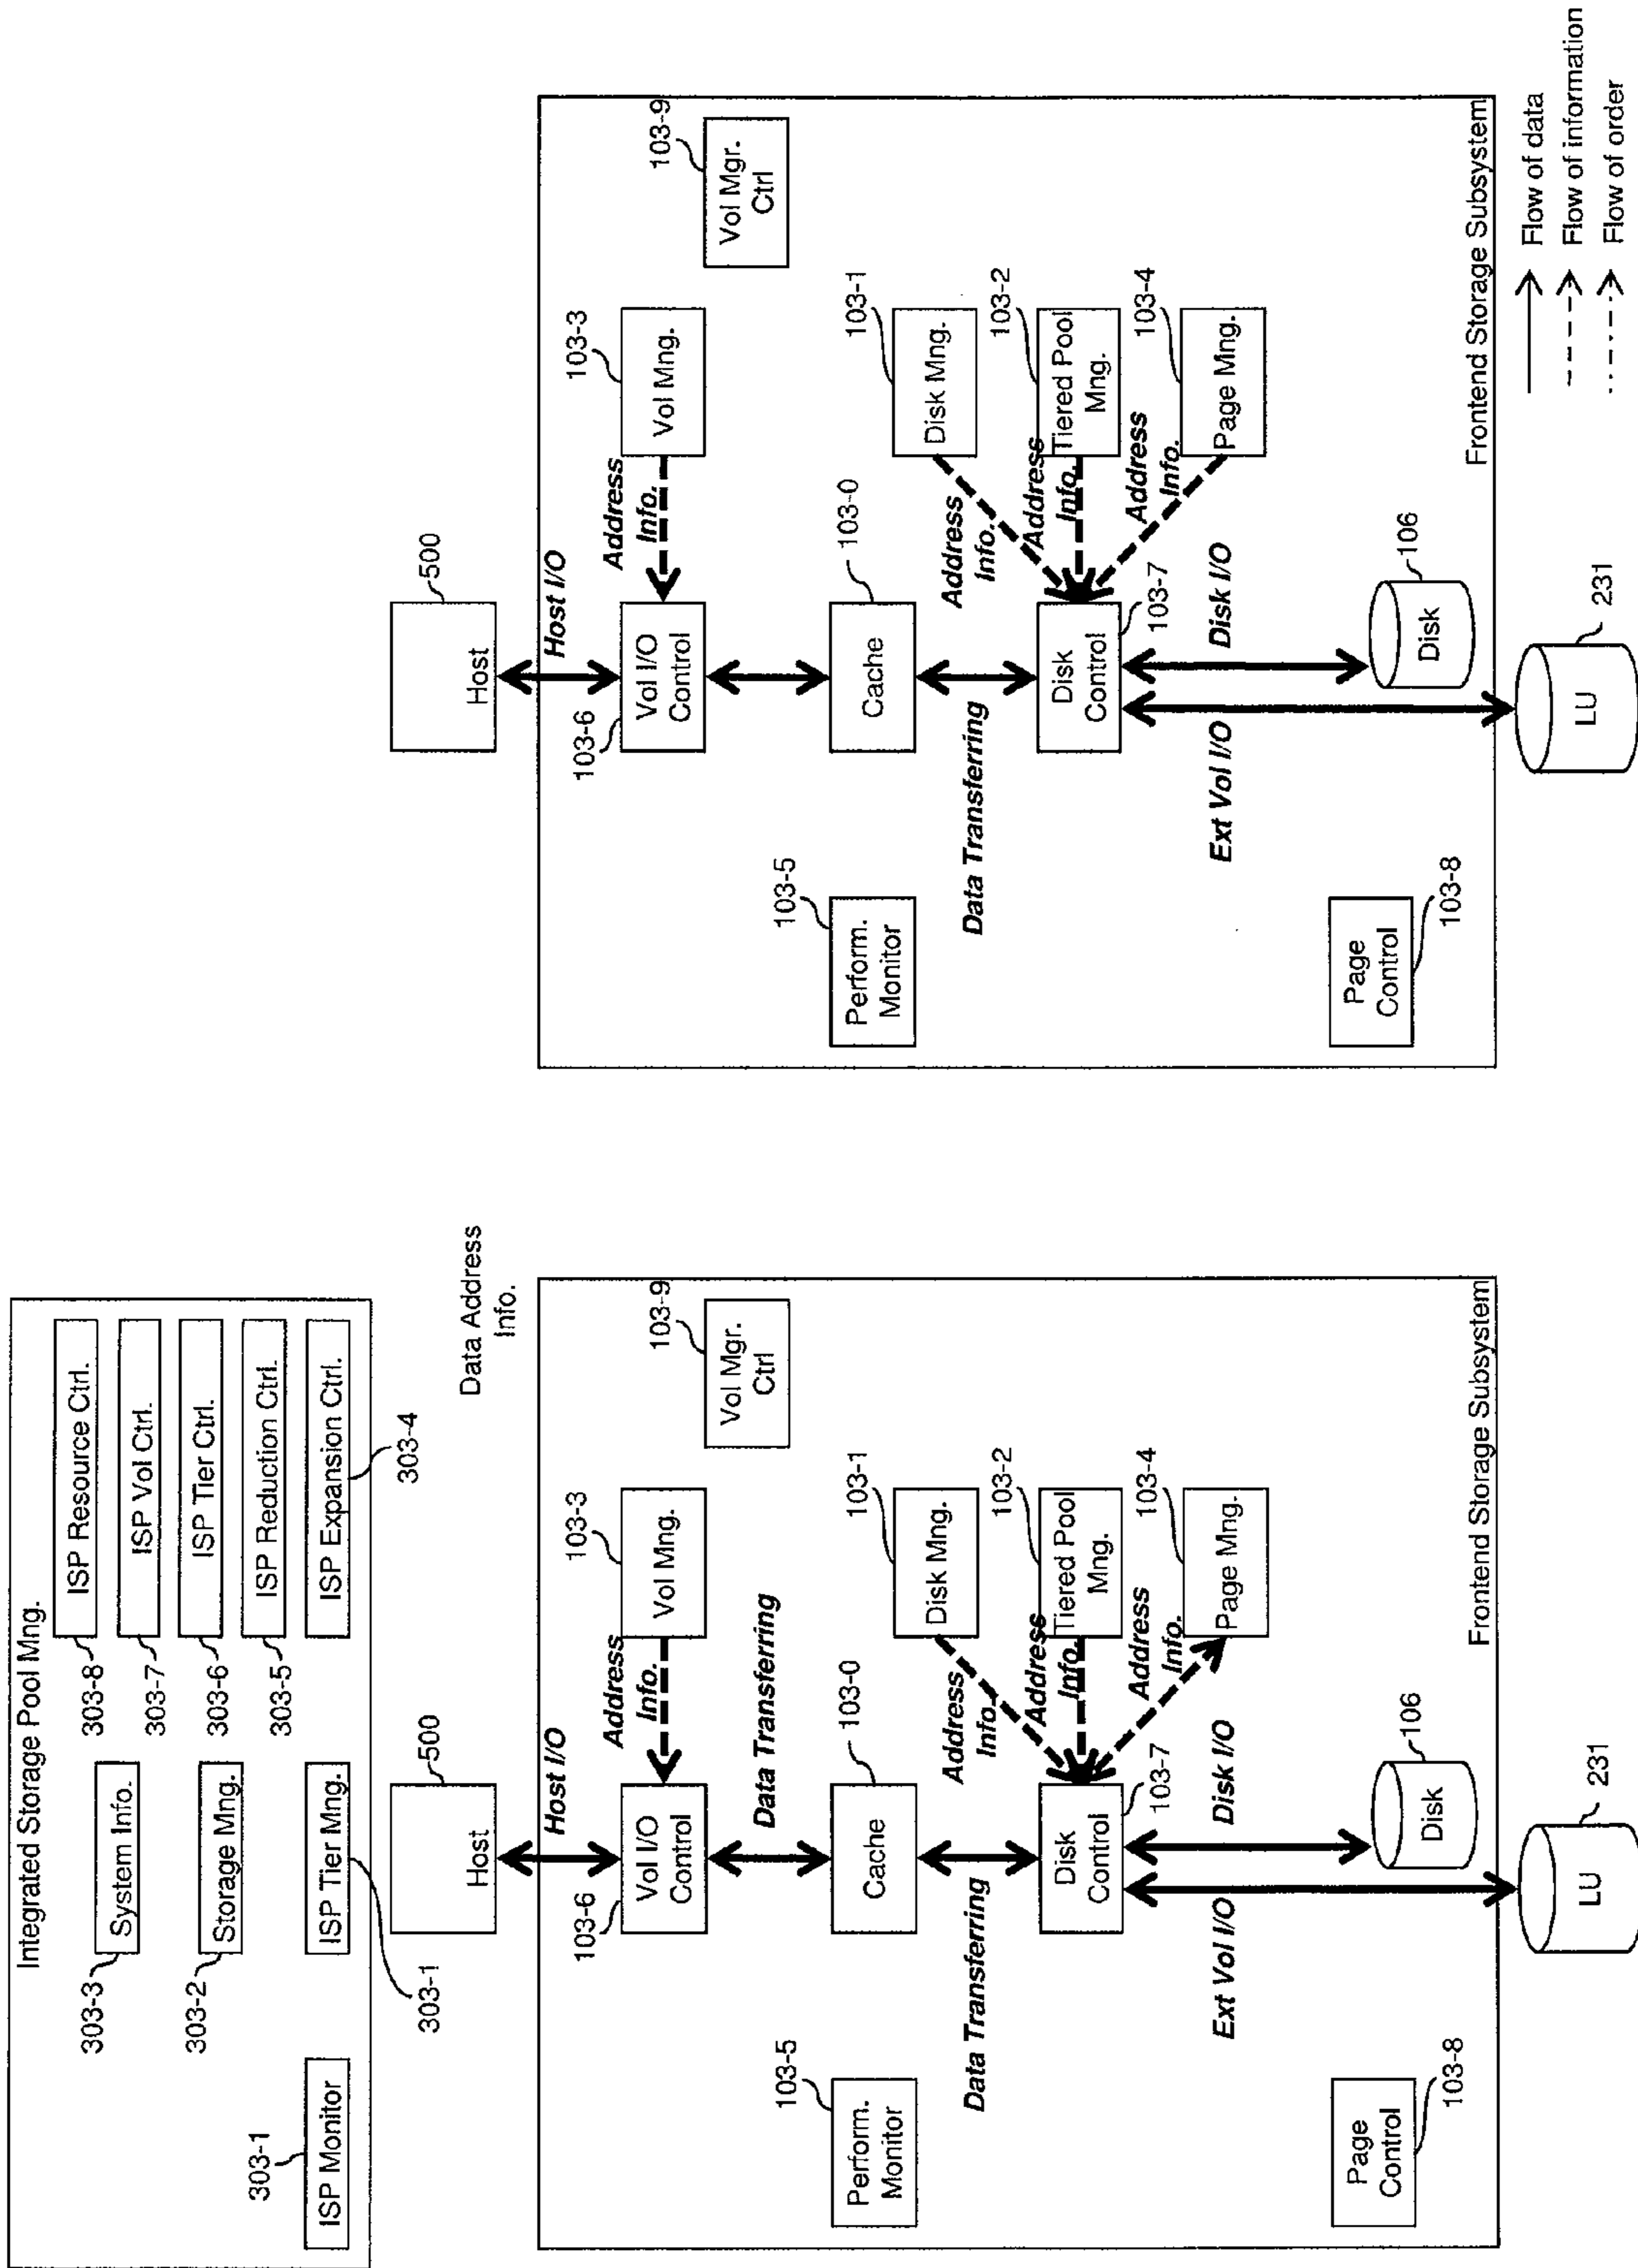 Integrated Storage Pool Mng.
303-1
ISP Monitor
303-3
System Info.
303-2
Storage Mng.
ISP Tier Mng.
303-1
303-8
ISP Resource Ctrl.
303-7
ISP Vol Ctrl.
303-6
ISP Tier Ctrl.
303-5
ISP Reduction Ctrl.
ISP Expansion Ctrl.
303-4
Data Address
Info.
500
Host
Host I/O
103-6
Vol I/O
Control
Address
Info.
103-3
Vol Mng.
103-9
Vol Mgr.
Ctrl
Data Transferring
103-5
Perform.
Monitor
Cache
103-0
Data Transferring
103-1
Disk Mng.
Address
Info.
103-2
Tiered Pool
Mng.
Address
Info.
103-4
Page Mng.
Address
Info.
Disk
Control
103-7
Ext Vol I/O
Disk I/O
Page
Control
103-8
106
Disk
Frontend Storage Subsystem
231
LU
500
Host
Host I/O
103-6
Vol I/O
Control
Address
Info.
103-3
Vol Mng.
103-9
Vol Mgr.
Ctrl
103-5
Perform.
Monitor
Cache
103-0
Data Transferring
103-1
Disk Mng.
Address
Info.
103-2
Tiered Pool
Mng.
Address
Info.
103-4
Page Mng.
Address
Info.
Disk
Control
103-7
Ext Vol I/O
Disk I/O
Page
Control
103-8
106
Disk
Frontend Storage Subsystem
231
LU
Flow of data
Flow of information
Flow of order